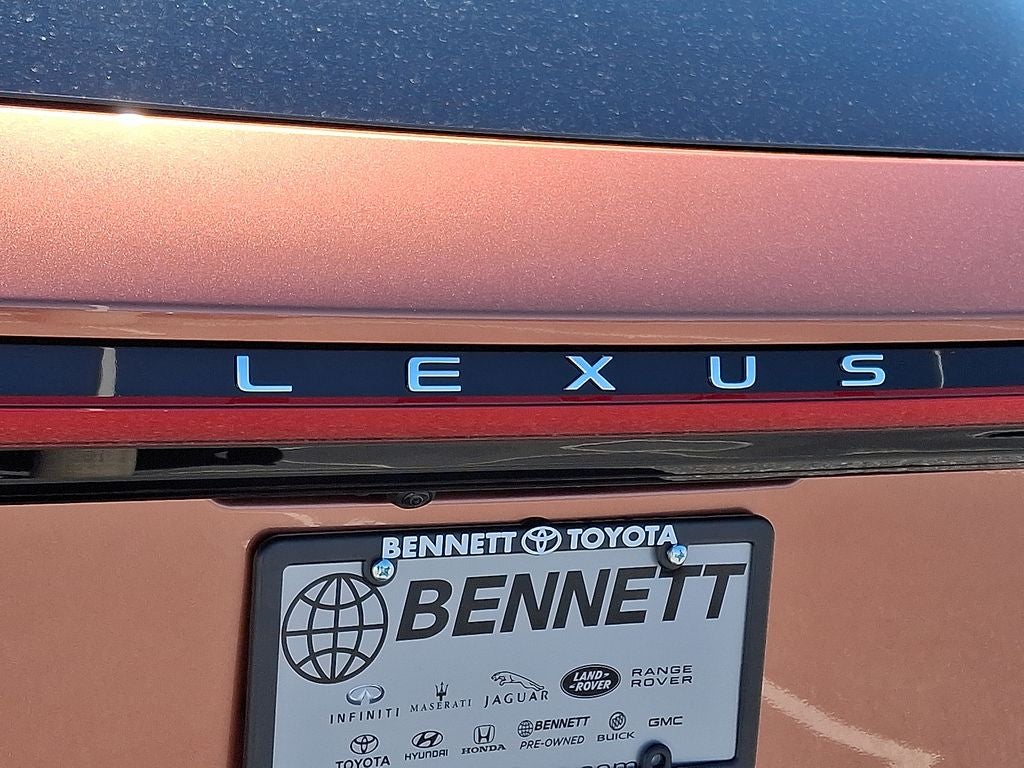 LEXUS
BENNETT TOYOTA
BENNETT
INFINITI MASERATI JAGUAR LAND-ROVER RANGE ROVER
TOYOTA HYUNDAI HONDA BENNETT PRE-OWNED BUICK GMC
.com